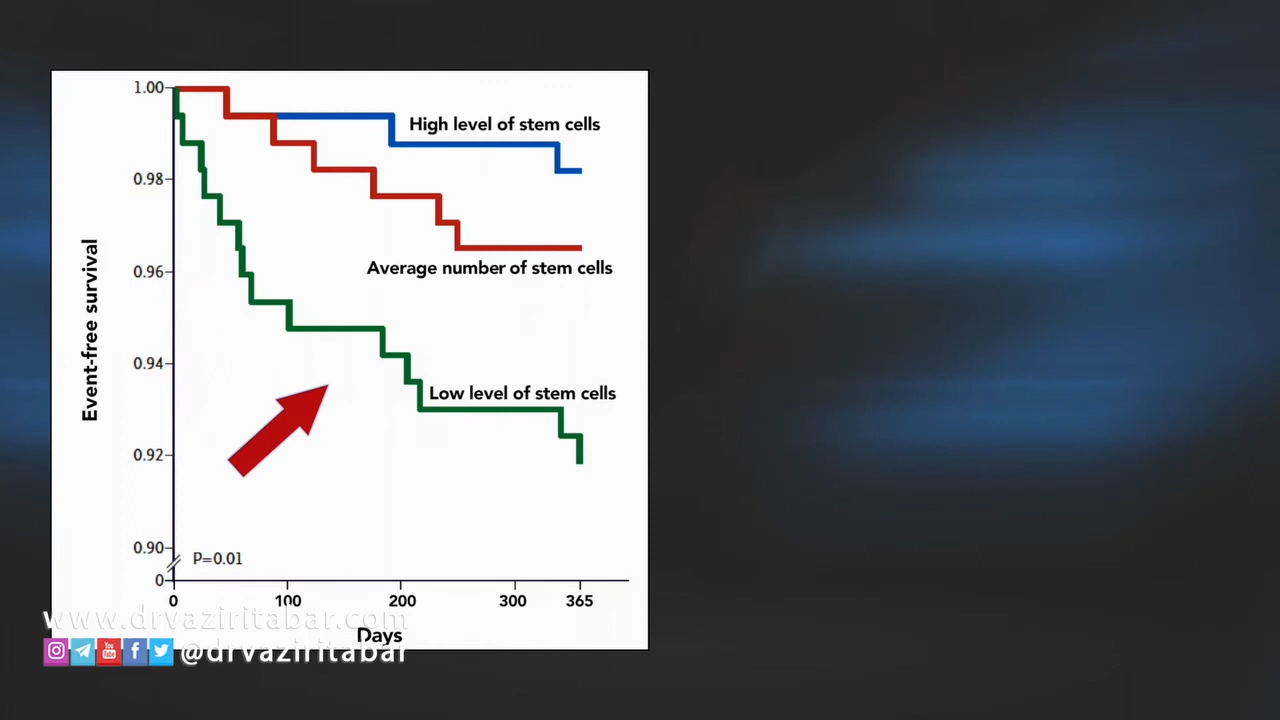 1.00
High level of stem cells
0.98
Event-free survival
0.96
Average number of stem cells
0.94
Low level of stem cells
0.92
0.90
P=0.01
0
0 100 200 300 365
www.drvaziritabar.com
Days
You Tube
@drvaziritabar